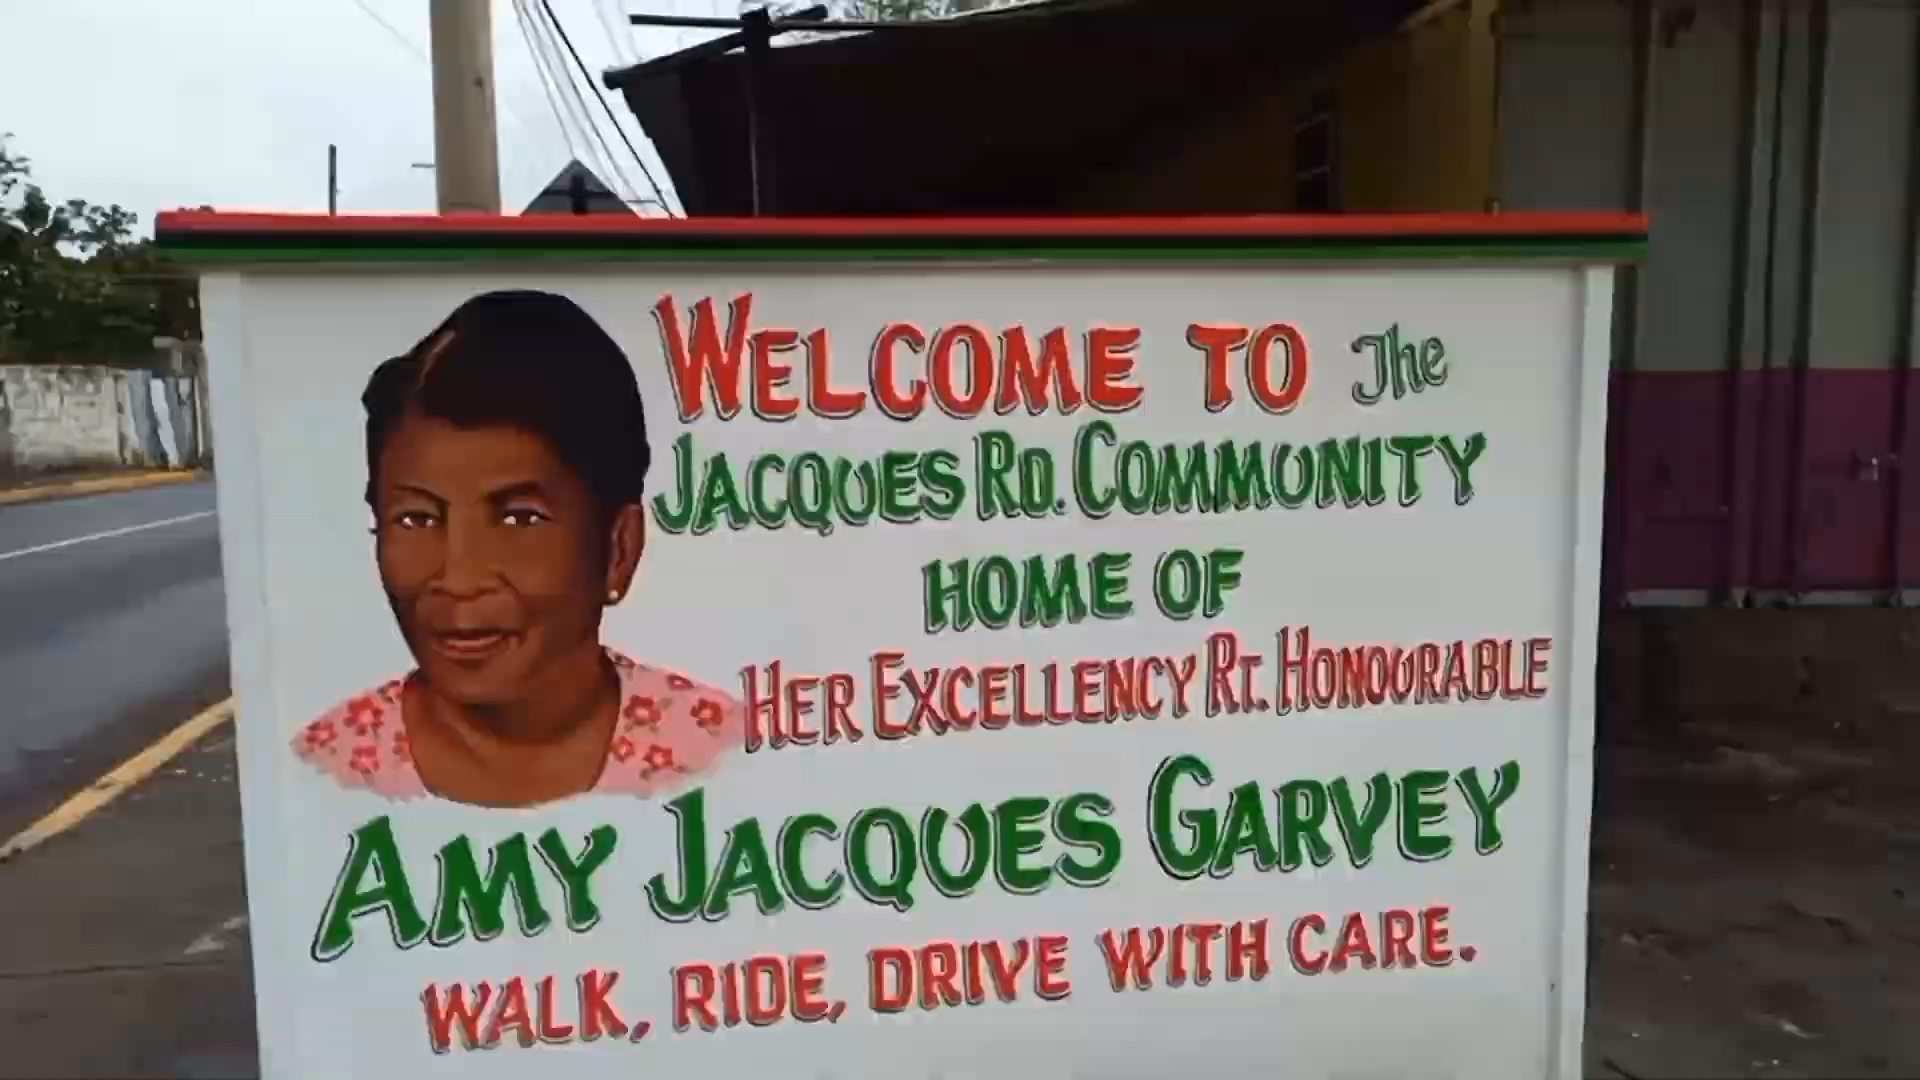 WELCOME TO The
JACQUES RD. COMMUNITY
HOME OF
HER EXCELLENCY RT. HONOURABLE
AMY JACQUES GARVEY
WALK, RIDE, DRIVE WITH CARE.